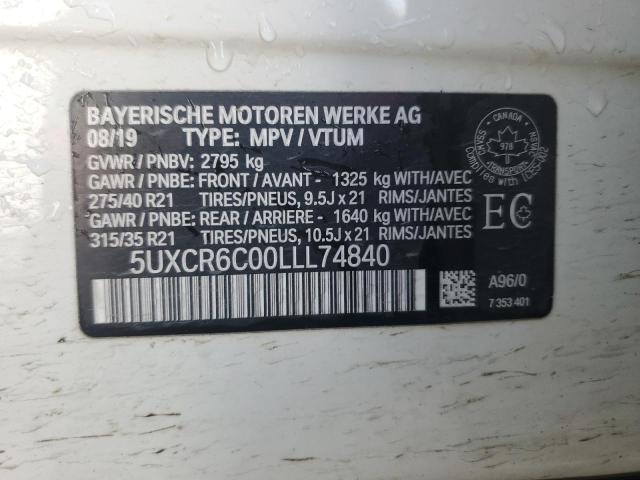 BAYERISCHE MOTOREN WERKE AG
08/19 TYPE: MPV / VTUM
GVWR / PNBV: 2795 kg
GAWR / PNBE: FRONT / AVANT - 1325 kg WITH/AVEC
275/40 R21 TIRES/PNEUS, 9.5J x 21 RIMS/JANTES
GAWR / PNBE: REAR / ARRIERE - 1640 kg WITH/AVEC
315/35 R21 TIRES/PNEUS, 10.5J x 21 RIMS/JANTES
5UXCR6C00LLL74840
CANADA
978
TRANSPORT
EC
A96/0
7 353 401